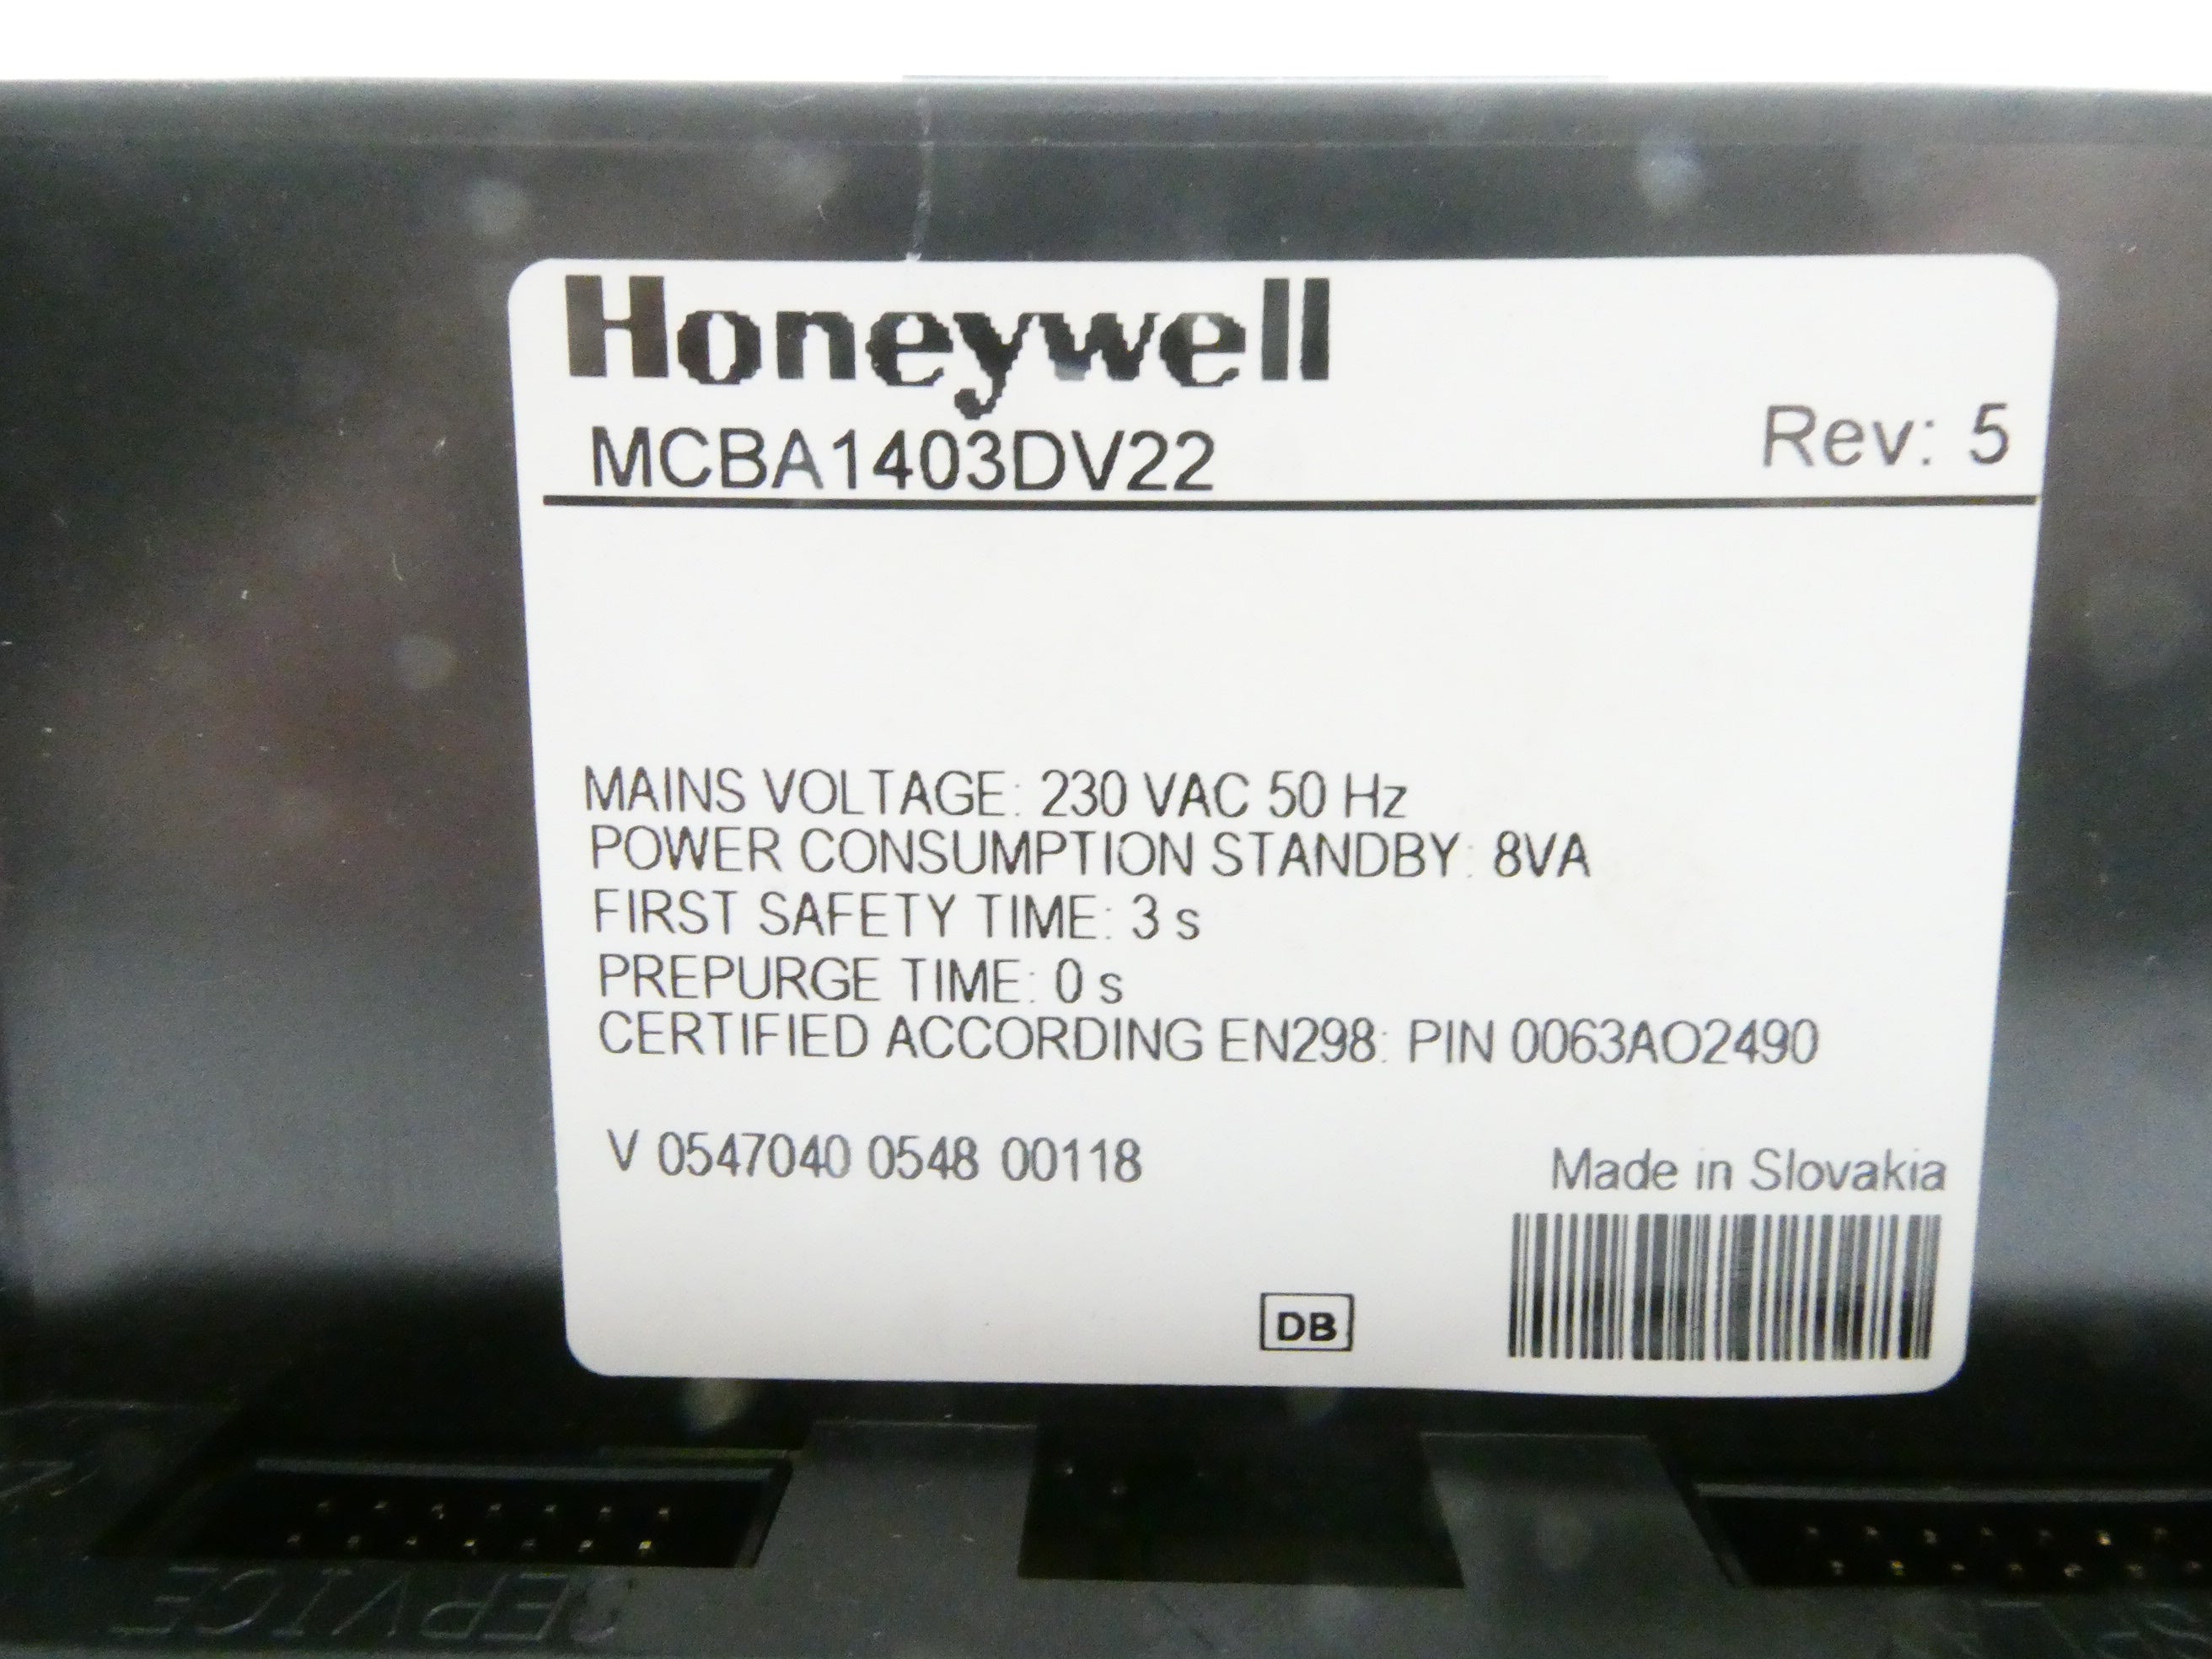 Honeywell
MCBA1403DV22
Rev: 5
MAINS VOLTAGE: 230 VAC 50 Hz
POWER CONSUMPTION STANDBY: 8VA
FIRST SAFETY TIME: 3 s
PREPURGE TIME: 0 s
CERTIFIED ACCORDING EN298: PIN 0063AO2490
V 0547040 0548 00118
Made in Slovakia
DB
SERVICE